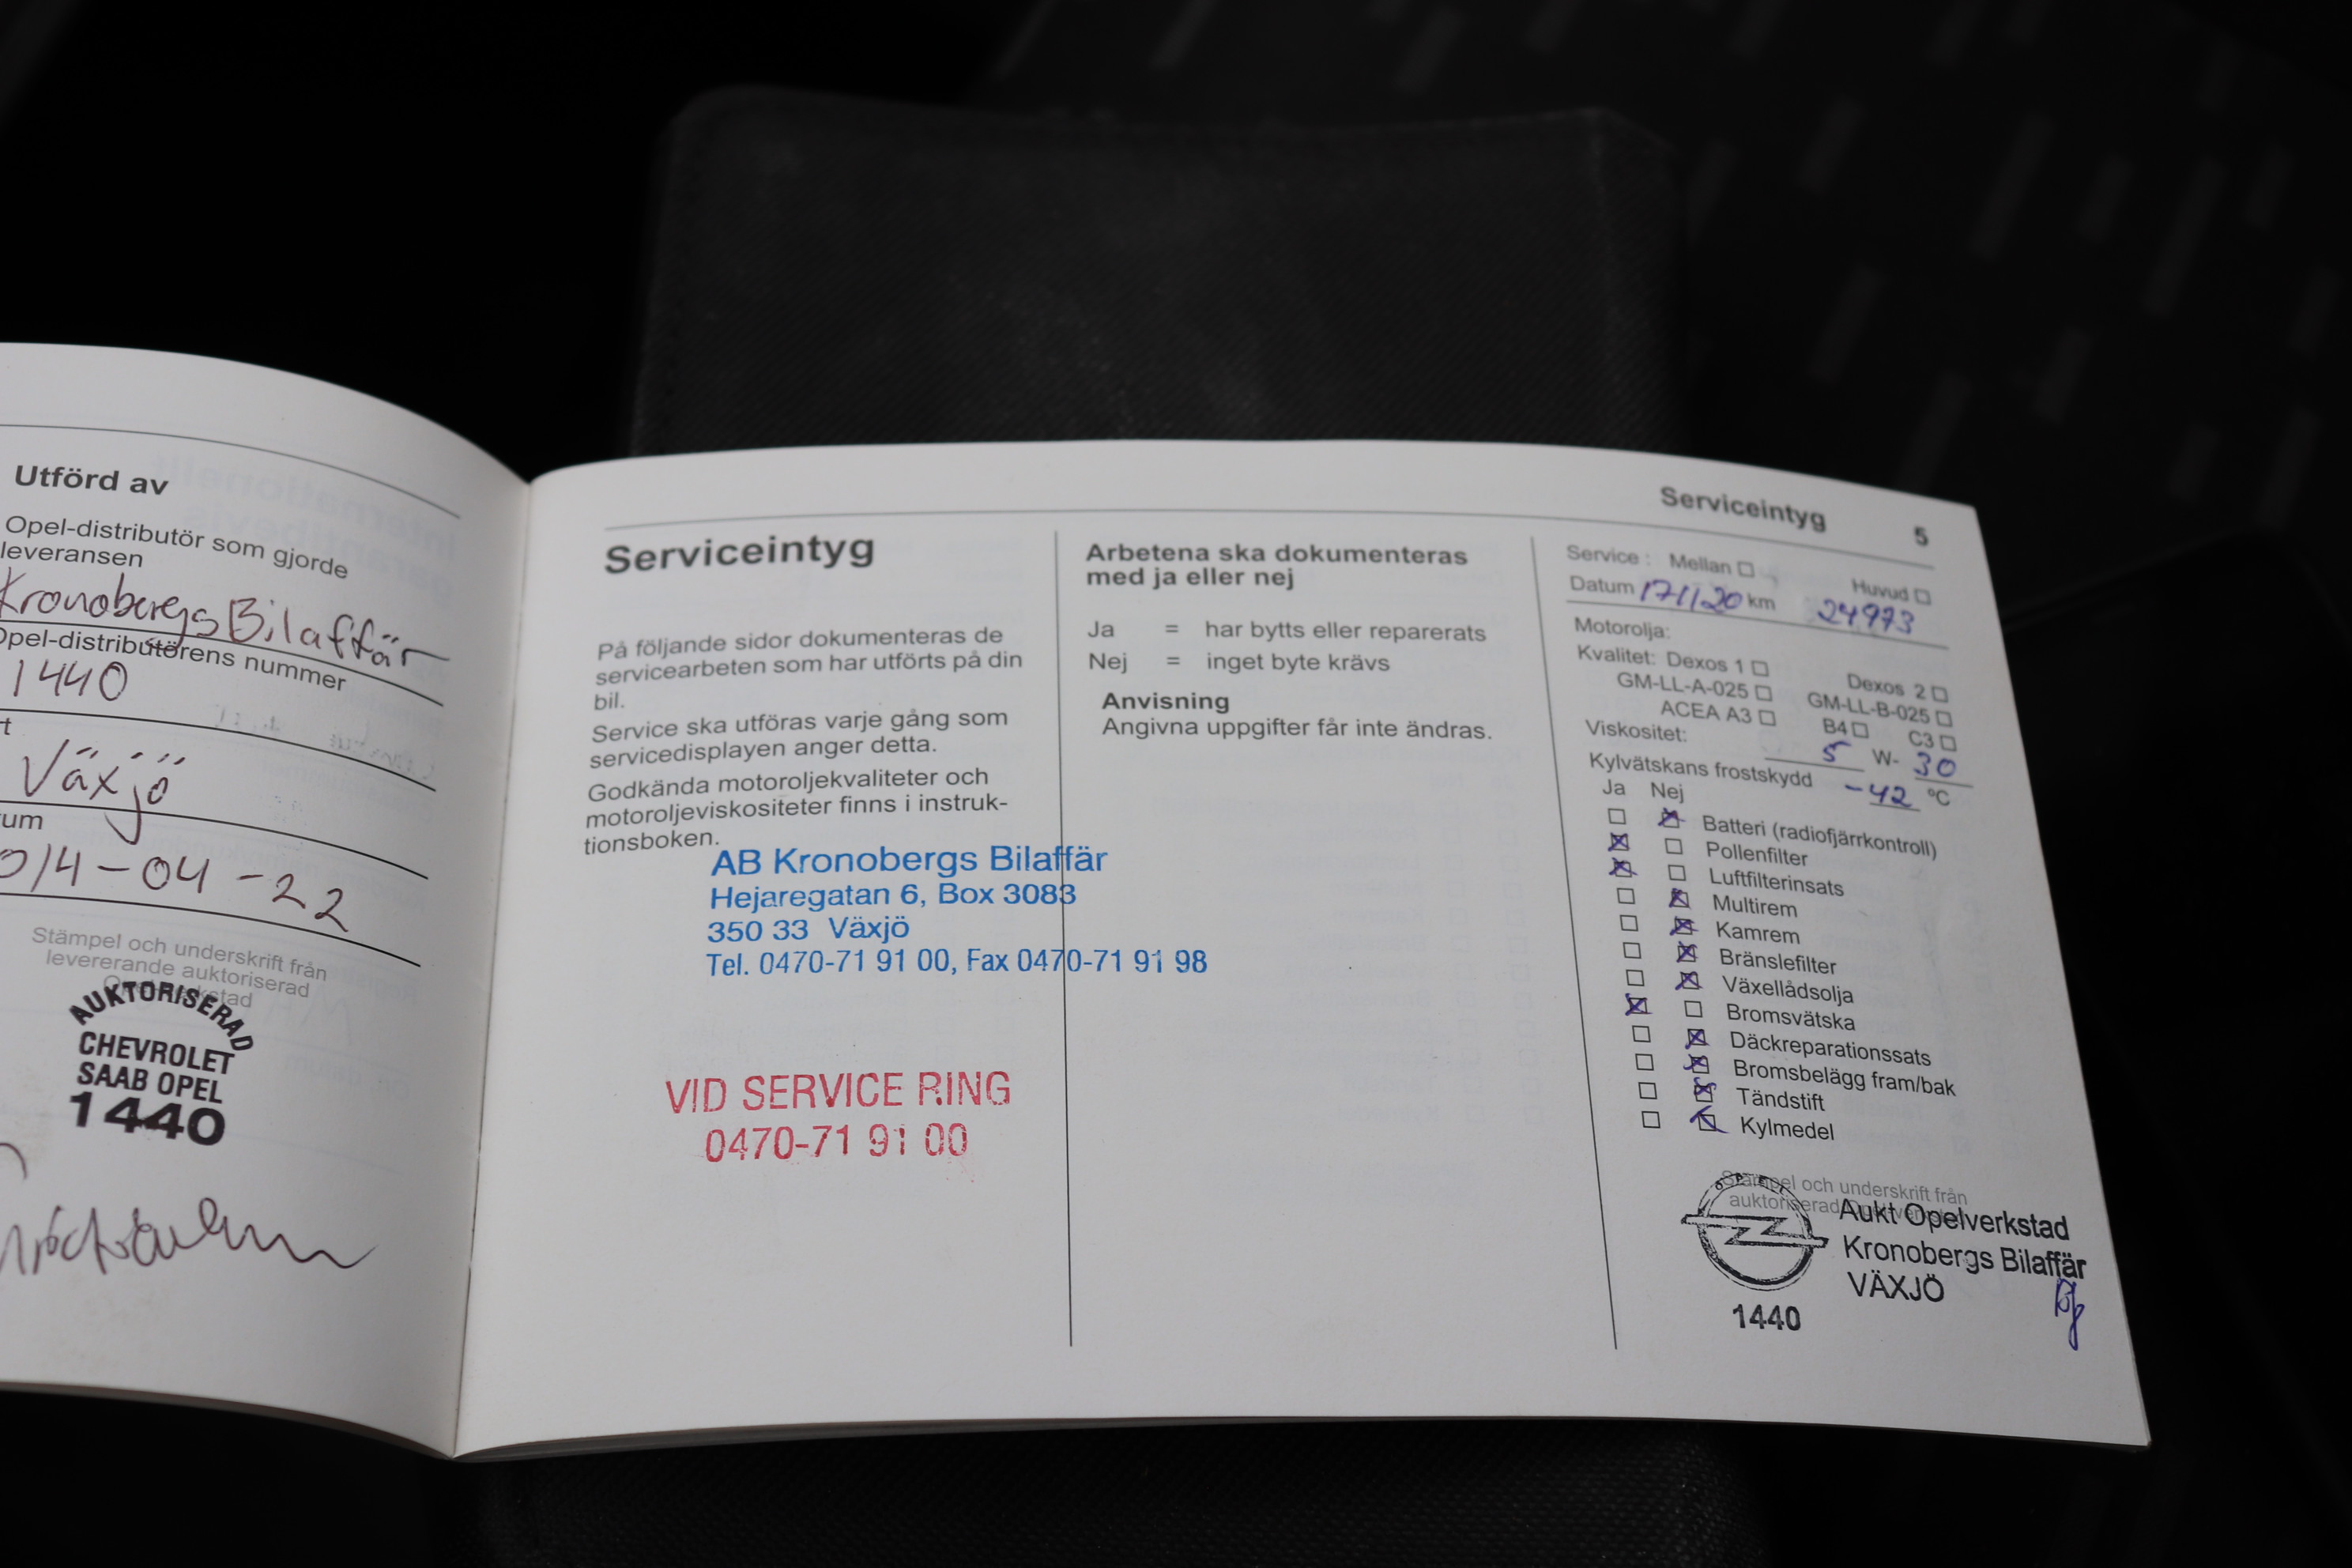 Utförd av
Opel-distributör som gjorde
leveransen
Kronobergs Bilaffär
Opel-distributörens nummer
1440
Växjö
14-04-22
Stämpel och underskrift från
levererande auktoriserad
Opel-verkstad
AUKTORISERAD
CHEVROLET
SAAB OPEL
1440
Serviceintyg 5
Serviceintyg
På följande sidor dokumenteras de
servicearbeten som har utförts på din
bil.
Service ska utföras varje gång som
servicedisplayen anger detta.
Godkända motoroljekvaliteter och
motoroljeviskositeter finns i instruk-
tionsboken.
AB Kronobergs Bilaffär
Hejaregatan 6, Box 3083
350 33 Växjö
Tel. 0470-71 91 00, Fax 0470-71 91 98
VID SERVICE RING
0470-71 91 00
Arbetena ska dokumenteras
med ja eller nej
Ja = har bytts eller reparerats
Nej = inget byte krävs
Anvisning
Angivna uppgifter får inte ändras.
Service: Mellan Huvud
Datum 171120 km 24973
Motorolja:
Kvalitet: Dexos 1 Dexos 2
GM-LL-A-025 GM-LL-B-025
ACEA A3 B4 C3
Viskositet: 5 W- 30
Kylvätskans frostskydd -42 °C
Ja Nej
Batteri (radiofjärrkontroll)
Pollenfilter
Luftfilterinsats
Multirem
Kamrem
Bränslefilter
Växellådsolja
Bromsvätska
Däckreparationssats
Bromsbelägg fram/bak
Tändstift
Kylmedel
Stämpel och underskrift från
auktoriserad
OPEL
Aukt Opelverkstad
Kronobergs Bilaffär
VÄXJÖ
1440